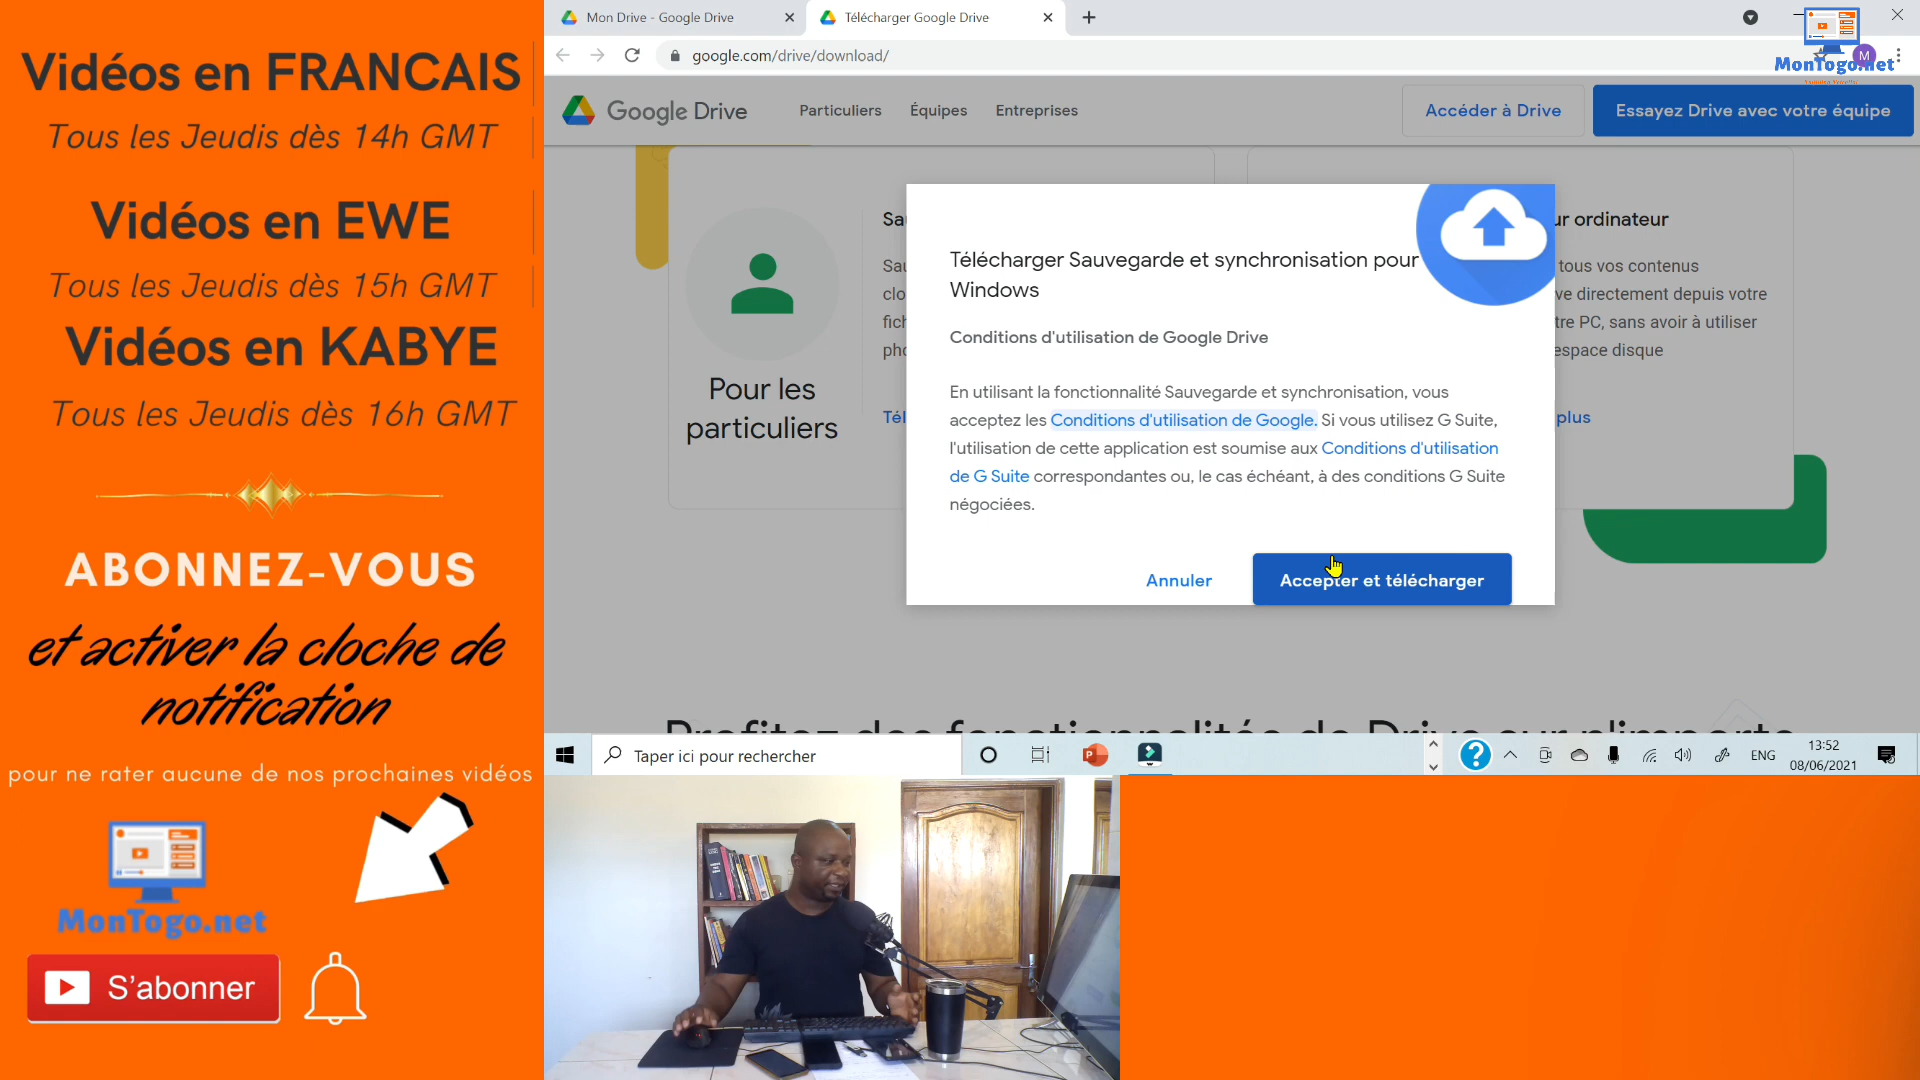 Vidéos en FRANCAIS
Tous les Jeudis dès 14h GMT
Vidéos en EWE
Tous les Jeudis dès 15h GMT
Vidéos en KABYE
Tous les Jeudis dès 16h GMT
ABONNEZ-VOUS
et activer la cloche de
notification
pour ne rater aucune de nos prochaines vidéos
MonTogo.net
S'abonner
Mon Drive - Google Drive
Télécharger Google Drive
google.com/drive/download/
M
MonTogo.net
Google Drive
Particuliers
Équipes
Entreprises
Accéder à Drive
Essayez Drive avec votre équipe
Pour les
particuliers
Télécharger Sauvegarde et synchronisation pour
Windows
Conditions d'utilisation de Google Drive
En utilisant la fonctionnalité Sauvegarde et synchronisation, vous
acceptez les Conditions d'utilisation de Google. Si vous utilisez G Suite,
l'utilisation de cette application est soumise aux Conditions d'utilisation
de G Suite correspondantes ou, le cas échéant, à des conditions G Suite
négociées.
Annuler
Accepter et télécharger
ur ordinateur
tous vos contenus
ve directement depuis votre
tre PC, sans avoir à utiliser
espace disque
plus
Profitez des fonctionnalités de Drive sur n'importe
Taper ici pour rechercher
ENG
13:52
08/06/2021